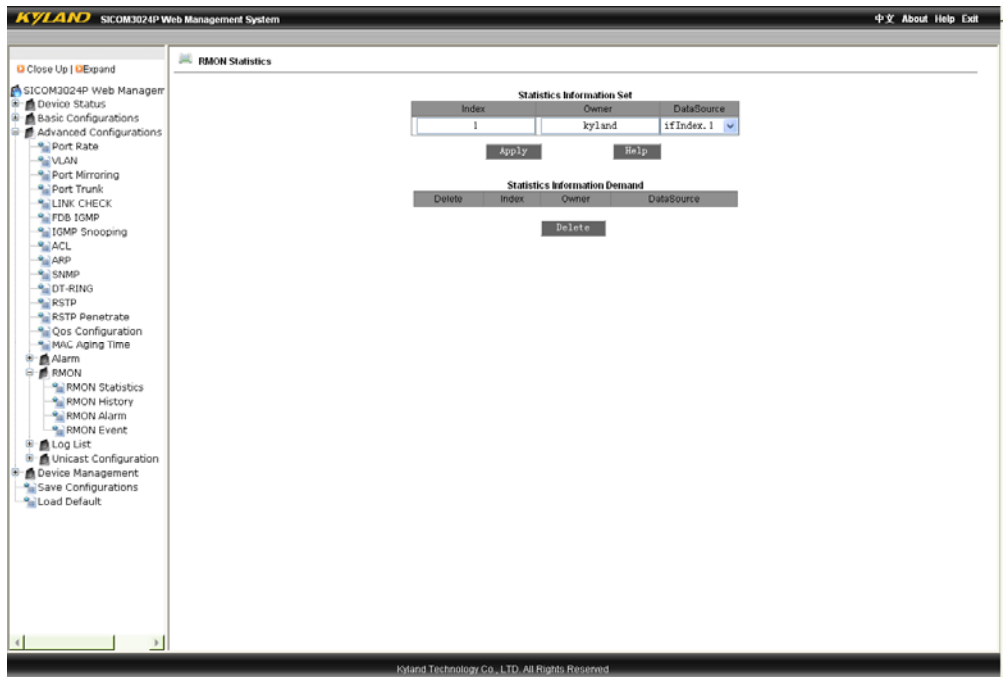 KYLAND SICOM3024P Web Management System 中文 About Help Exit
Close Up | Expand
SICOM3024P Web Managem
Device Status
Basic Configurations
Advanced Configurations
Port Rate
VLAN
Port Mirroring
Port Trunk
LINK CHECK
FDB IGMP
IGMP Snooping
ACL
ARP
SNMP
DT-RING
RSTP
RSTP Penetrate
Qos Configuration
MAC Aging Time
Alarm
RMON
RMON Statistics
RMON History
RMON Alarm
RMON Event
Log List
Unicast Configuration
Device Management
Save Configurations
Load Default
RMON Statistics
Statistics Information Set
Index Owner DataSource
1 kyland ifIndex.1
Apply Help
Statistics Information Demand
Delete Index Owner DataSource
Delete
Kyland Technology Co., LTD. All Rights Reserved